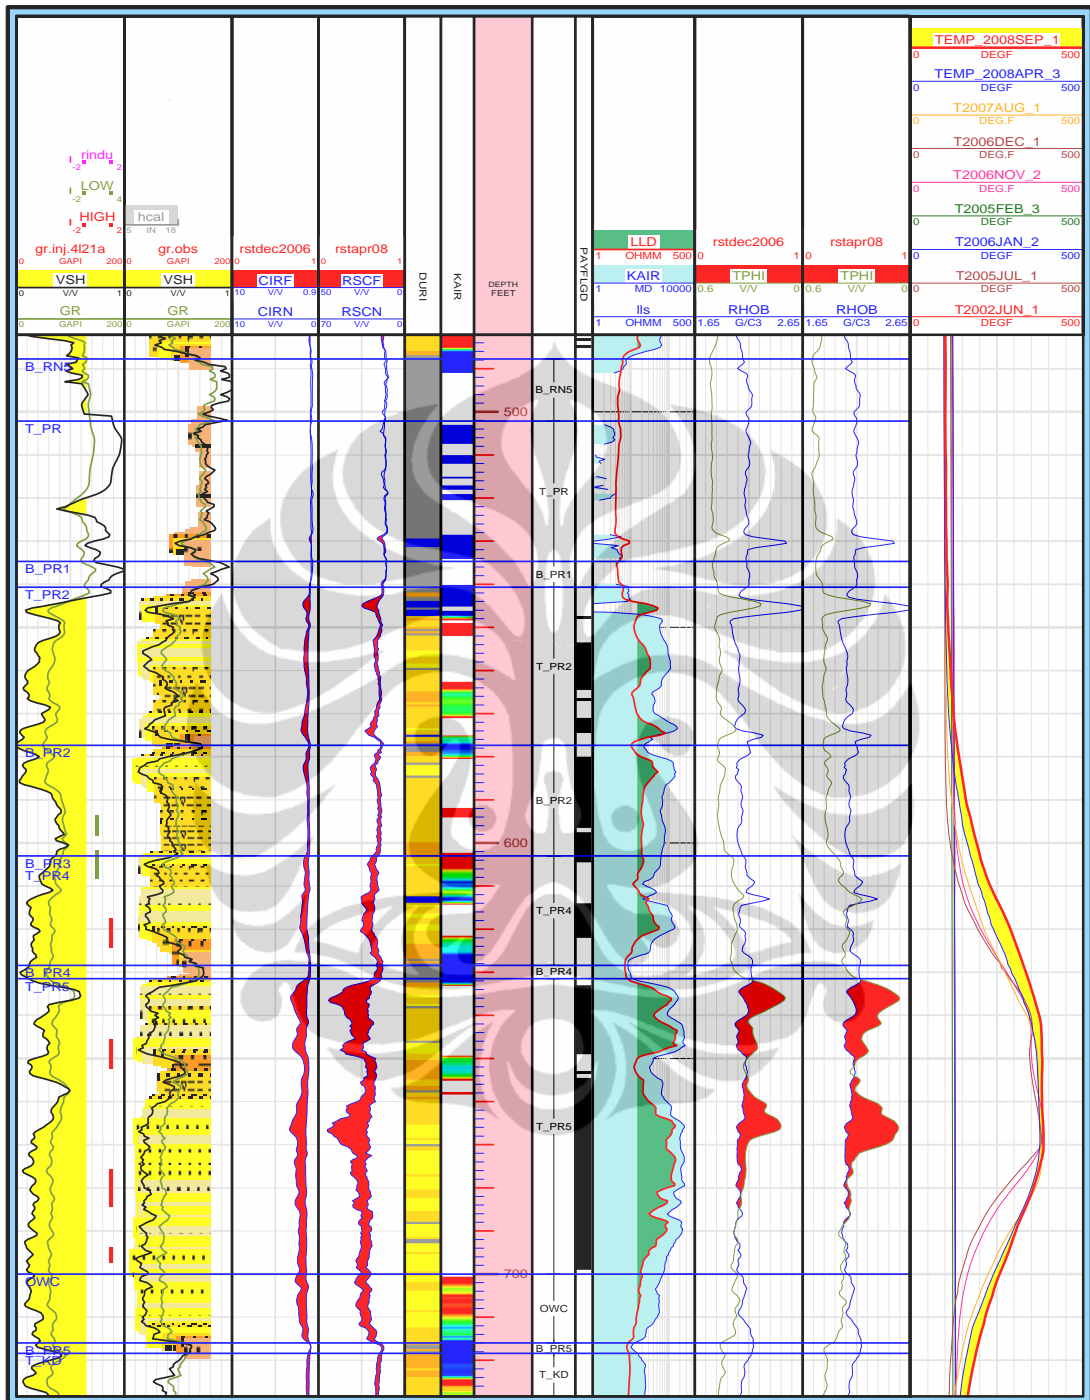 TEMP_2008SEP_1
0 DEGF 500
TEMP_2008APR_3
0 DEGF 500
T2007AUG_1
0 DEG.F 500
T2006DEC_1
0 DEG.F 500
T2006NOV_2
0 DEG.F 500
T2005FEB_3
0 DEGF 500
T2006JAN_2
0 DEGF 500
T2005JUL_1
0 DEGF 500
T2002JUN_1
0 DEGF 500
rindu
-2 2
LOW
-2 4
HIGH
-2 2
hcal
5 IN 18
gr.inj.4l21a
0 GAPI 200
VSH
0 V/V 1
GR
0 GAPI 200
gr.obs
0 GAPI 200
VSH
0 V/V 1
GR
0 GAPI 200
rstdec2006
CIRF
10 V/V 0.9
CIRN
10 V/V 0
rstapr08
RSCF
50 V/V 0
RSCN
70 V/V 0
DURI
KAIR
DEPTH
FEET
PAYFLGD
LLD
1 OHMM 500
KAIR
1 MD 10000
lls
1 OHMM 500
rstdec2006
0 1
TPHI
0.6 V/V 0
RHOB
1.65 G/C3 2.65
rstapr08
0 1
TPHI
0.6 V/V 0
RHOB
1.65 G/C3 2.65
B_RN5
B_RN5
500
T_PR
T_PR
B_PR1
B_PR1
T_PR2
T_PR2
B_PR2
B_PR2
600
B_PR3
T_PR4
T_PR4
B_PR4
B_PR4
T_PR5
T_PR5
700
OWC
OWC
B_PR5
B_PR5
T_KD
T_KD